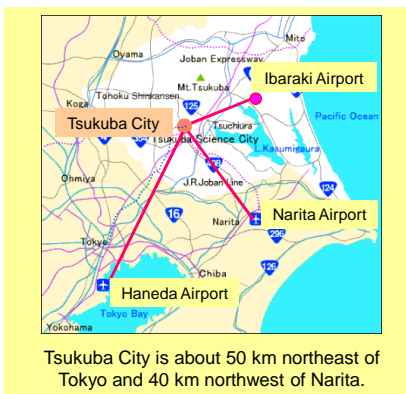 Mito
Oyama
Joban Expressway
Ibaraki Airport
Mt.Tsukuba
Tohoku Shinkansen
Koga
125
Pacific Ocean
Tsukuba City
Tsuchiura
Tsukuba Science City
L.Kasumigaura
408
Ohmiya
J.R.Joban Line
124
16
Narita
Narita Airport
296
Tokyo
126
Chiba
Haneda Airport
Tokyo Bay
Yokohama
Tsukuba City is about 50 km northeast of
Tokyo and 40 km northwest of Narita.